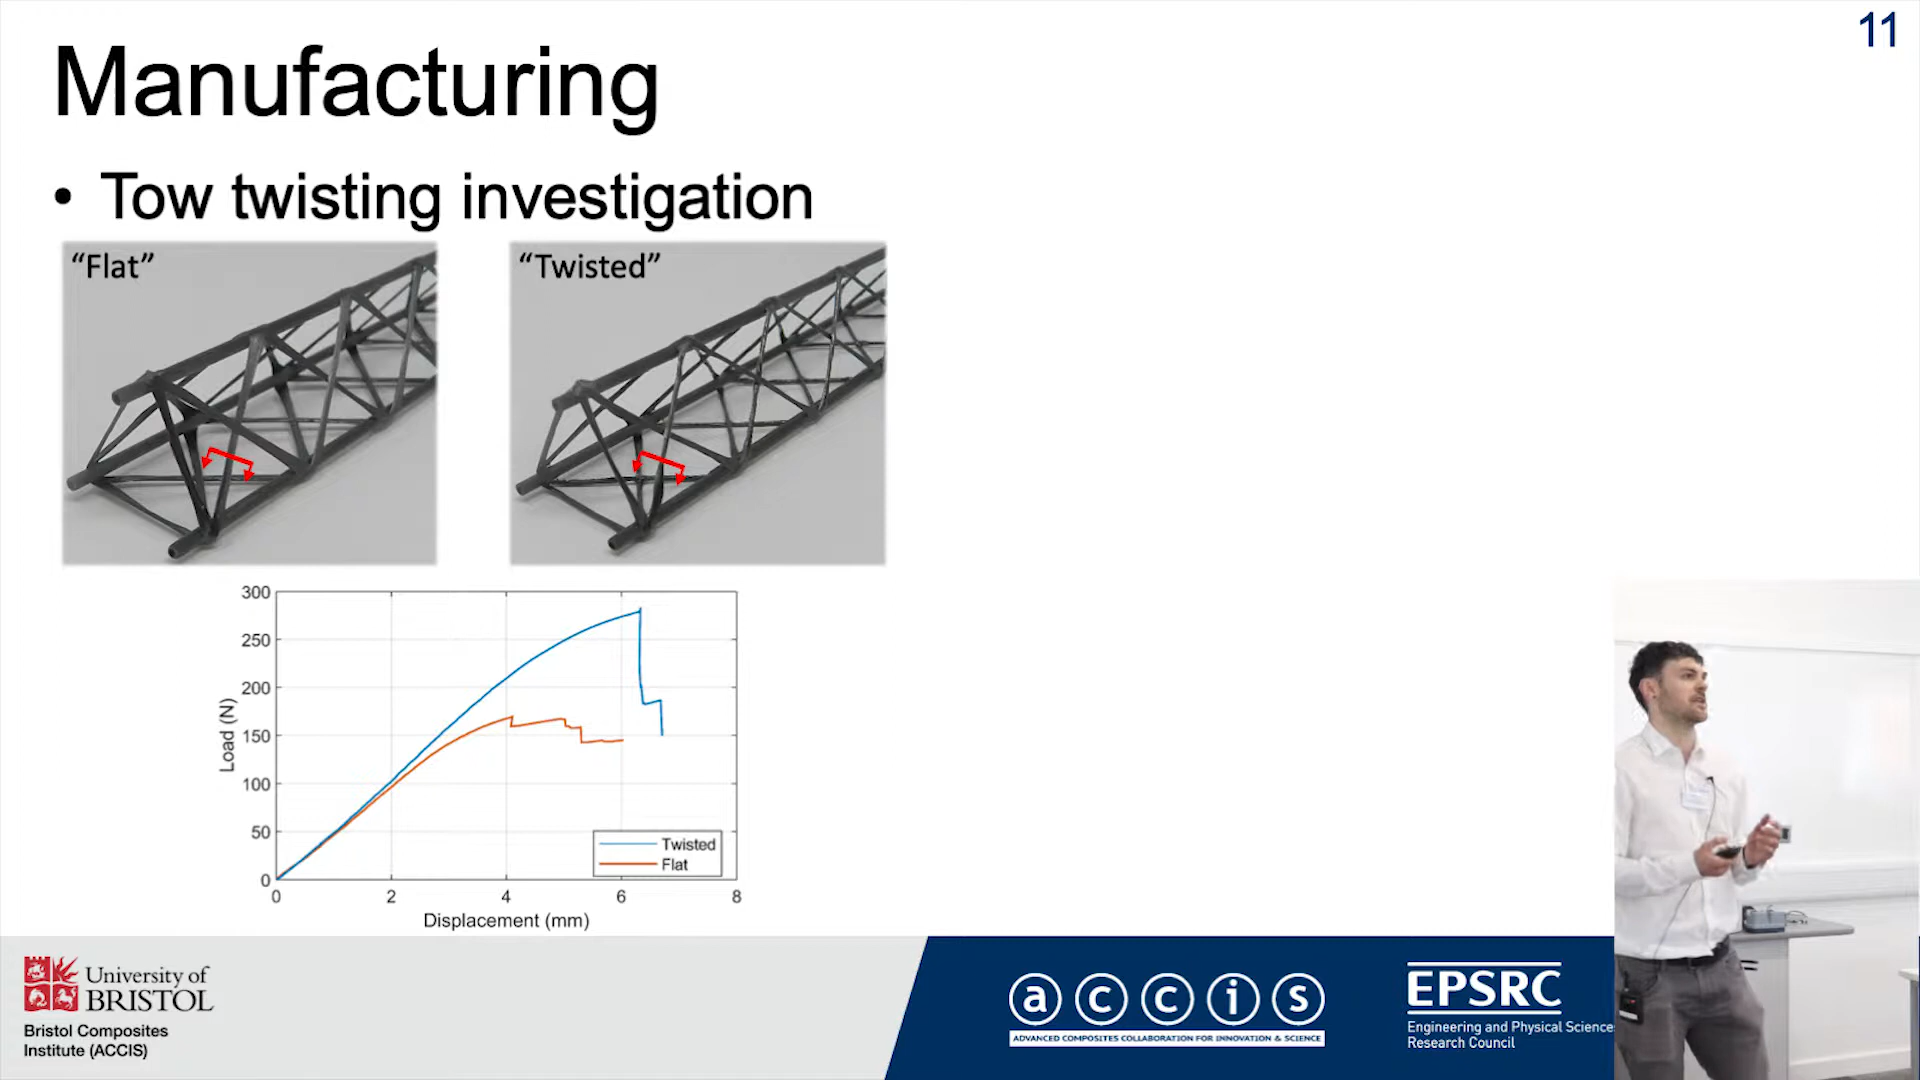 11
Manufacturing
• Tow twisting investigation
“Flat”
“Twisted”
300
250
200
150
100
50
0
Load (N)
0 2 4 6 8
Displacement (mm)
Twisted
Flat
University of
BRISTOL
Bristol Composites
Institute (ACCIS)
accis
ADVANCED COMPOSITES COLLABORATION FOR INNOVATION & SCIENCE
EPSRC
Engineering and Physical Science
Research Council